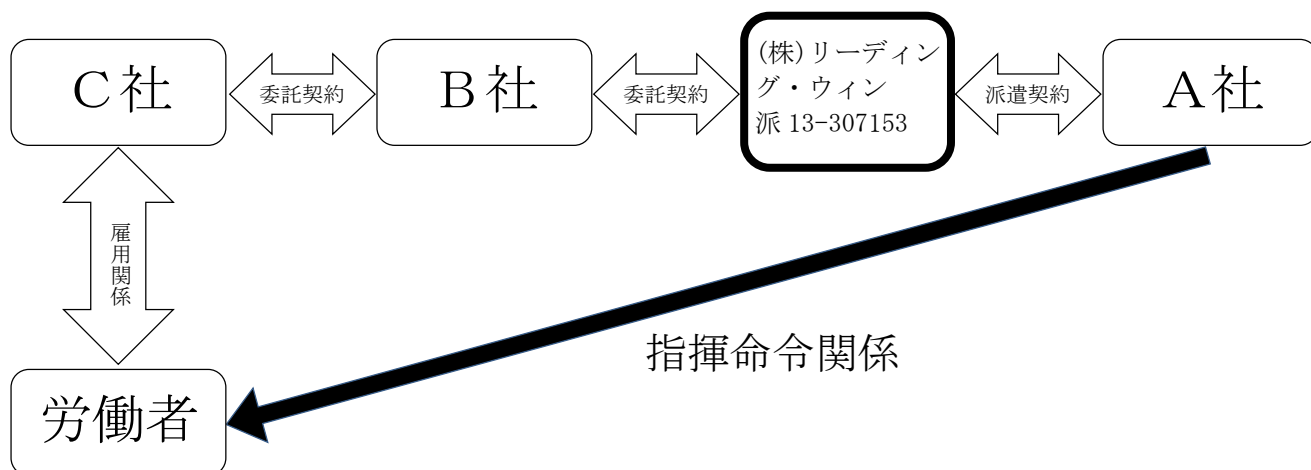 C社
委託契約
B社
委託契約
(株)リーディン
グ・ウィン
派 13-307153
派遣契約
A社
雇用関係
指揮命令関係
労働者